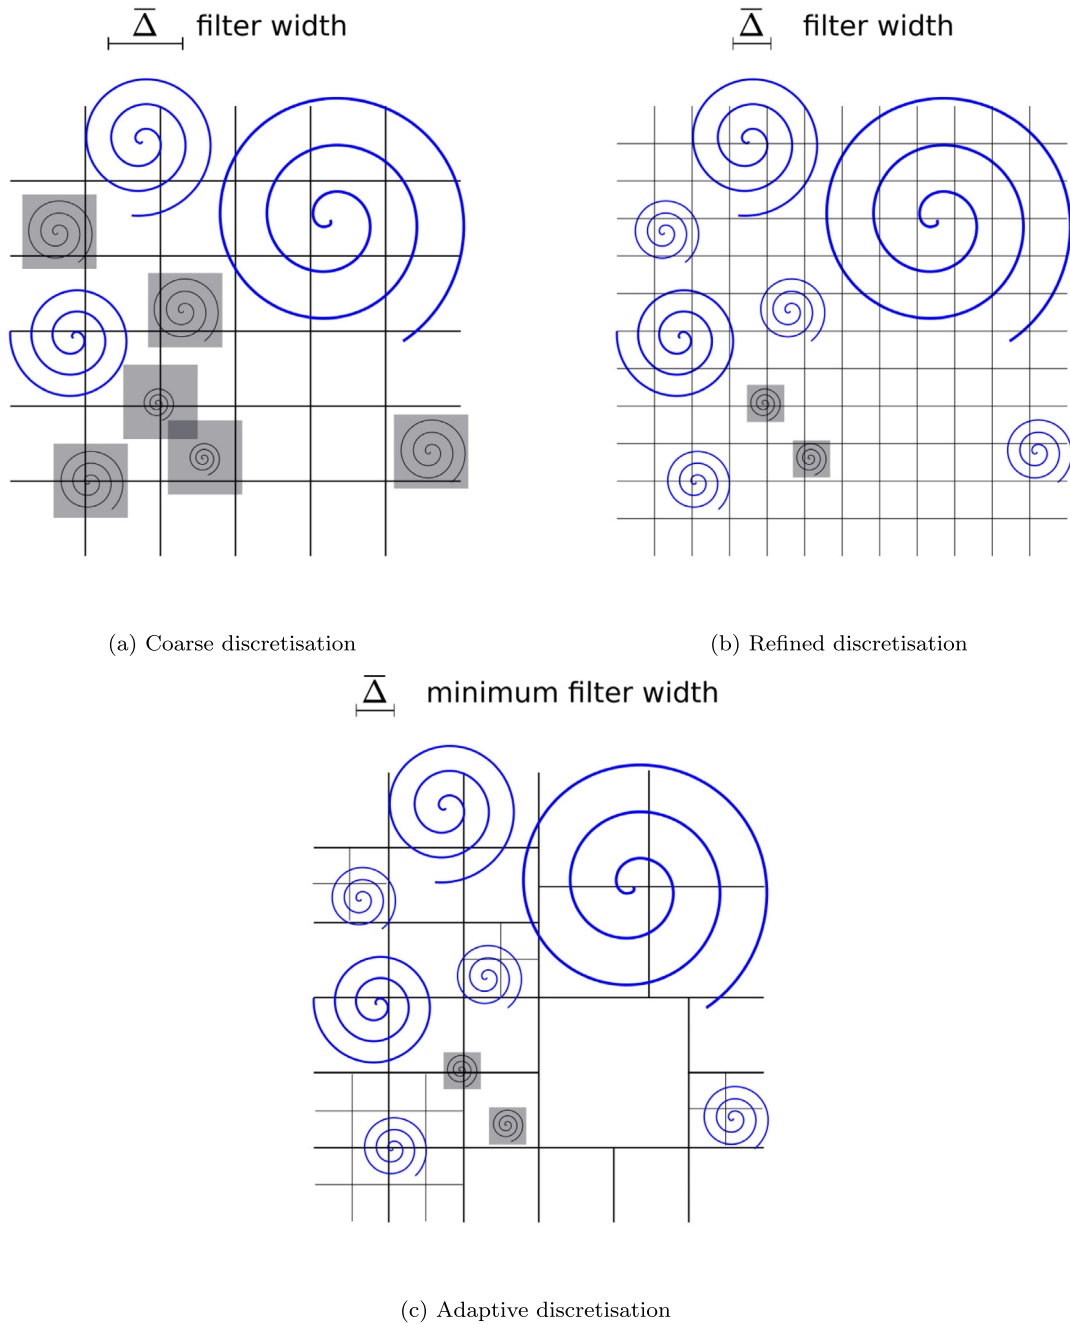 Δ̅ filter width
Δ̅ filter width
(a) Coarse discretisation
(b) Refined discretisation
Δ̅ minimum filter width
(c) Adaptive discretisation